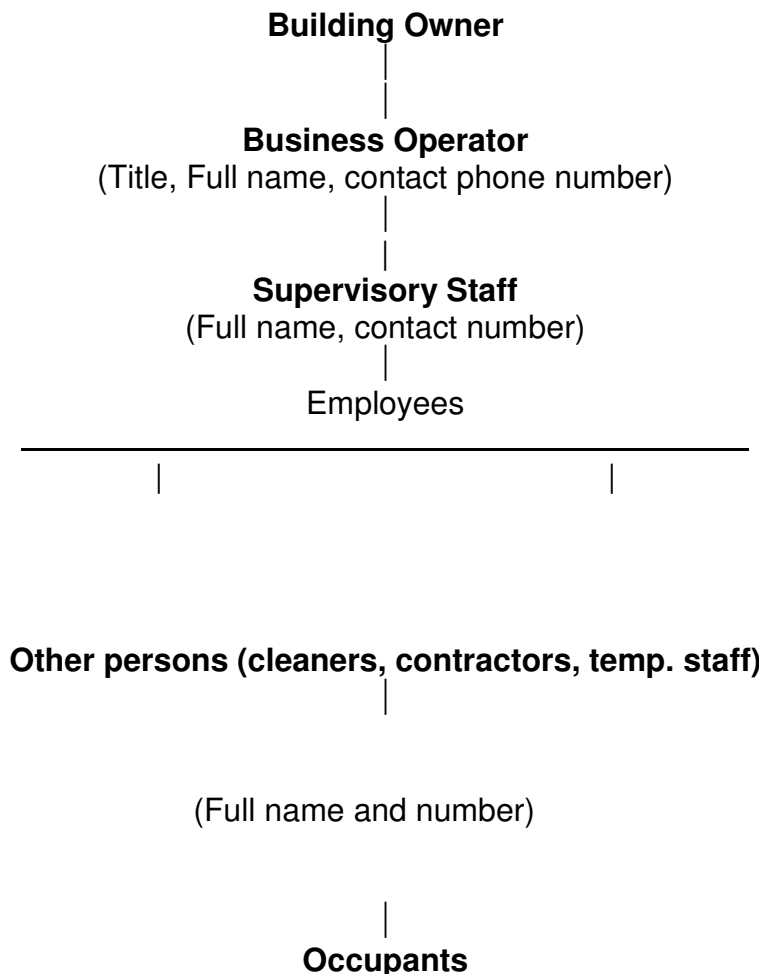 Building Owner
Business Operator
(Title, Full name, contact phone number)
Supervisory Staff
(Full name, contact number)
Employees
Other persons (cleaners, contractors, temp. staff)
(Full name and number)
Occupants